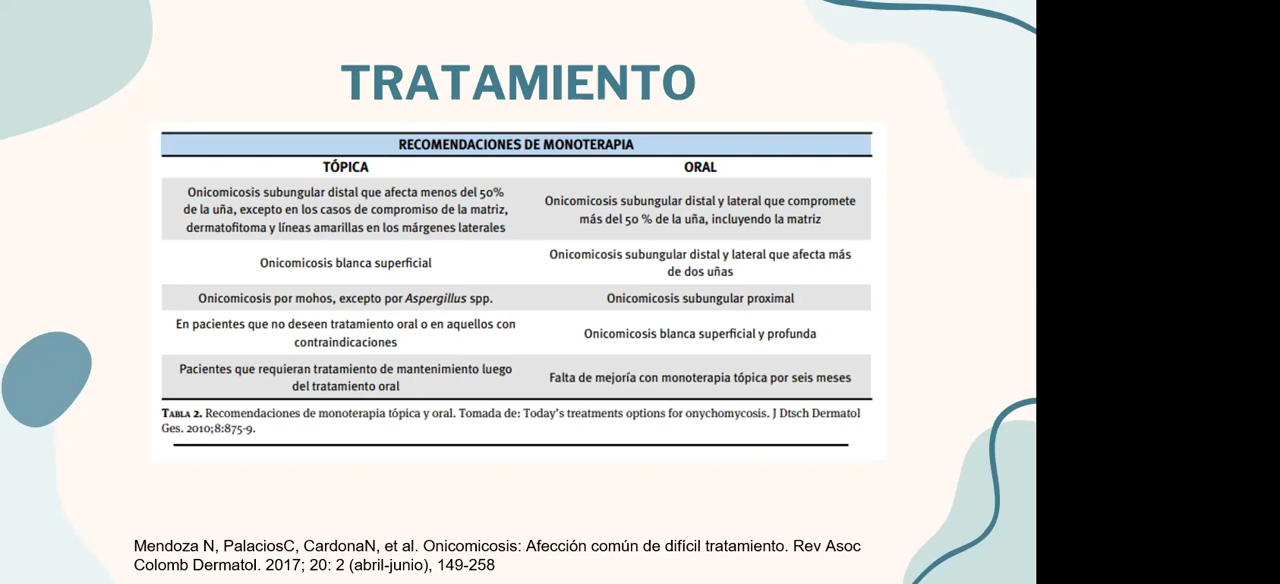 TRATAMIENTO
RECOMENDACIONES DE MONOTERAPIA
TÓPICA
ORAL
Onicomicosis subungular distal que afecta menos del 50%
de la uña, excepto en los casos de compromiso de la matriz,
dermatofitoma y líneas amarillas en los márgenes laterales
Onicomicosis subungular distal y lateral que compromete
más del 50 % de la uña, incluyendo la matriz
Onicomicosis blanca superficial
Onicomicosis subungular distal y lateral que afecta más
de dos uñas
Onicomicosis por mohos, excepto por Aspergillus spp.
Onicomicosis subungular proximal
En pacientes que no deseen tratamiento oral o en aquellos con
contraindicaciones
Onicomicosis blanca superficial y profunda
Pacientes que requieran tratamiento de mantenimiento luego
del tratamiento oral
Falta de mejoría con monoterapia tópica por seis meses
TABLA 2. Recomendaciones de monoterapia tópica y oral. Tomada de: Today's treatments options for onychomycosis. J Dtsch Dermatol
Ges. 2010;8:875-9.
Mendoza N, PalaciosC, CardonaN, et al. Onicomicosis: Afección común de difícil tratamiento. Rev Asoc
Colomb Dermatol. 2017; 20: 2 (abril-junio), 149-258